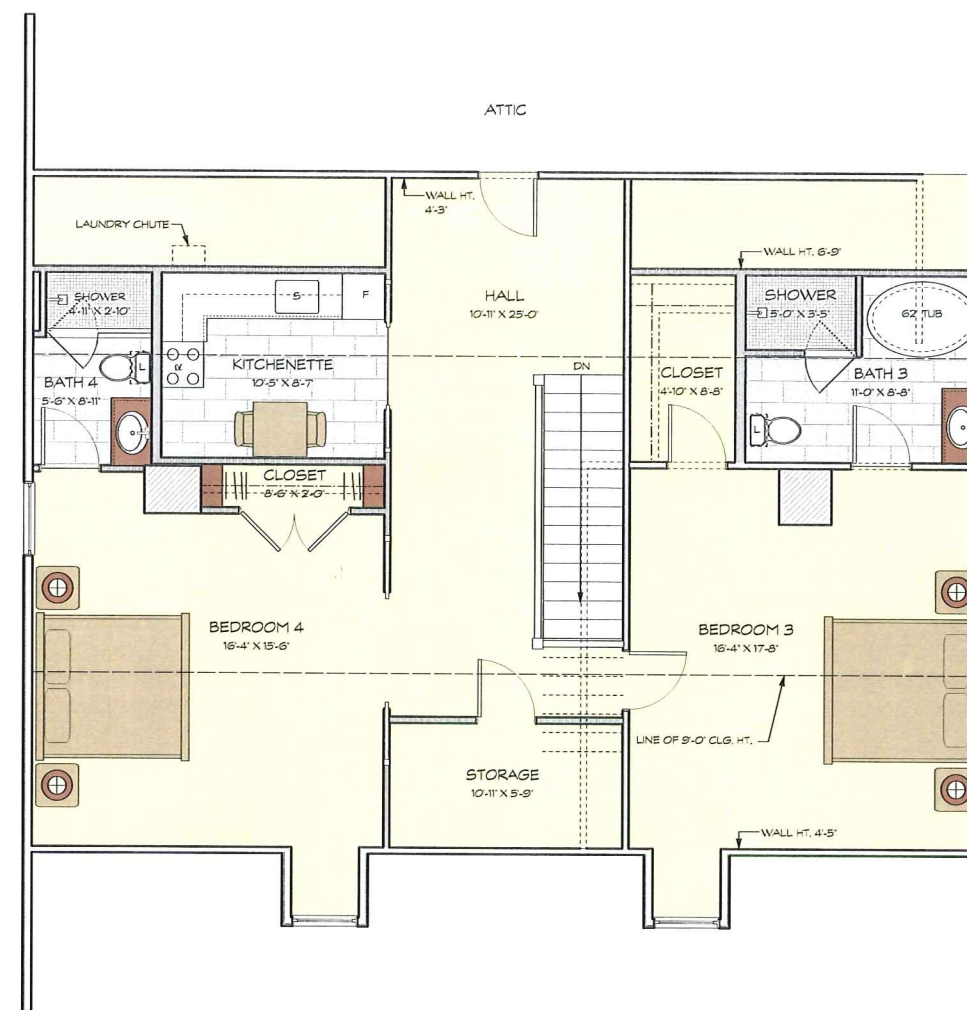 ATTIC
WALL HT.
4'-3"
LAUNDRY CHUTE
WALL HT. 6'-9"
SHOWER
4'-11" X 2'-10"
S
F
HALL
10'-11" X 25'-0"
SHOWER
5'-0" X 3'-5"
62" TUB
R
KITCHENETTE
10'-5" X 8'-7"
DN
CLOSET
4'-10" X 8'-8"
BATH 3
11'-0" X 8'-8"
L
BATH 4
5'-6" X 8'-11"
L
CLOSET
8'-6" X 2'-0"
BEDROOM 4
16'-4" X 15'-6"
BEDROOM 3
16'-4" X 17'-8"
LINE OF 9'-0" CLG. HT.
STORAGE
10'-11" X 5'-9"
WALL HT. 4'-5"